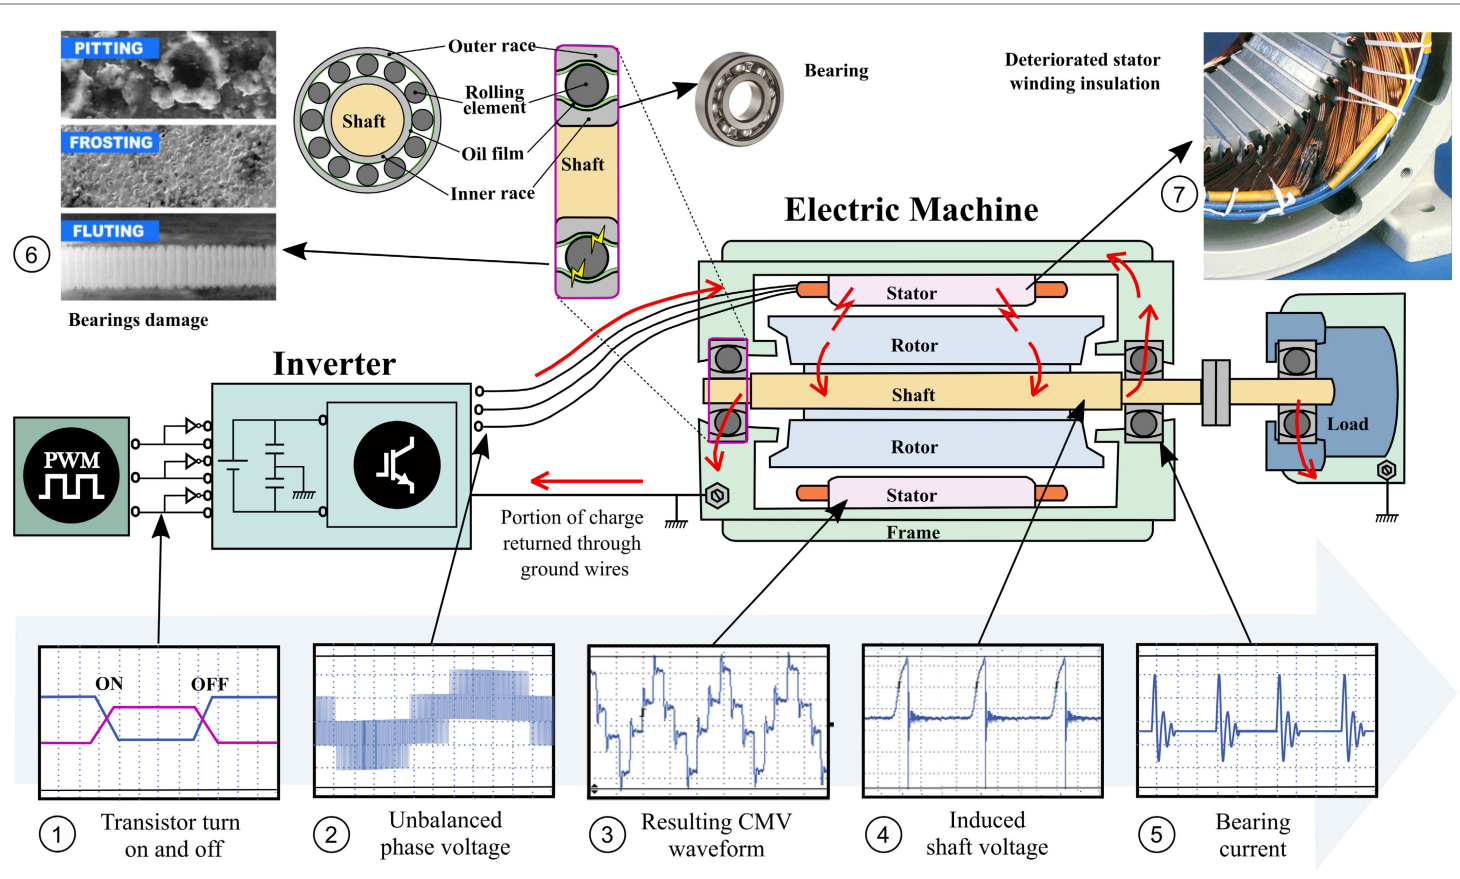 PITTING
FROSTING
FLUTING
6
Bearings damage
Outer race
Rolling
element
Oil film
Inner race
Shaft
Shaft
Bearing
Deteriorated stator
winding insulation
7
Electric Machine
Stator
Rotor
Shaft
Rotor
Stator
Frame
Load
Inverter
PWM
Portion of charge
returned through
ground wires
ON
OFF
1
Transistor turn
on and off
2
Unbalanced
phase voltage
3
Resulting CMV
waveform
4
Induced
shaft voltage
5
Bearing
current